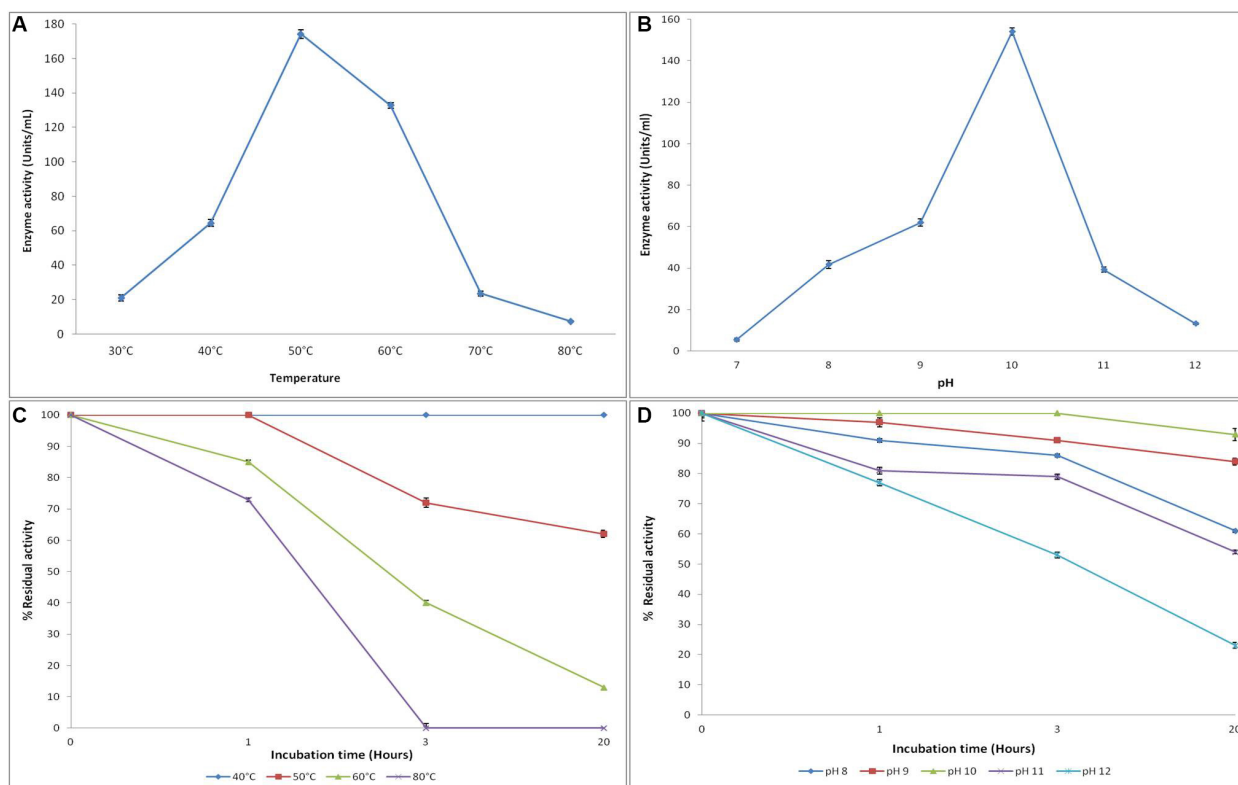 A
Enzyme activity (Units/mL)
180
160
140
120
100
80
60
40
20
0
30°C 40°C 50°C 60°C 70°C 80°C
Temperature
B
Enzyme activity (Units/ml)
160
140
120
100
80
60
40
20
0
7 8 9 10 11 12
pH
C
% Residual activity
100
90
80
70
60
50
40
30
20
10
0
0 1 3 20
Incubation time (Hours)
40°C 50°C 60°C 80°C
D
% Residual activity
100
90
80
70
60
50
40
30
20
10
0
0 1 3 20
Incubation time (Hours)
pH 8 pH 9 pH 10 pH 11 pH 12